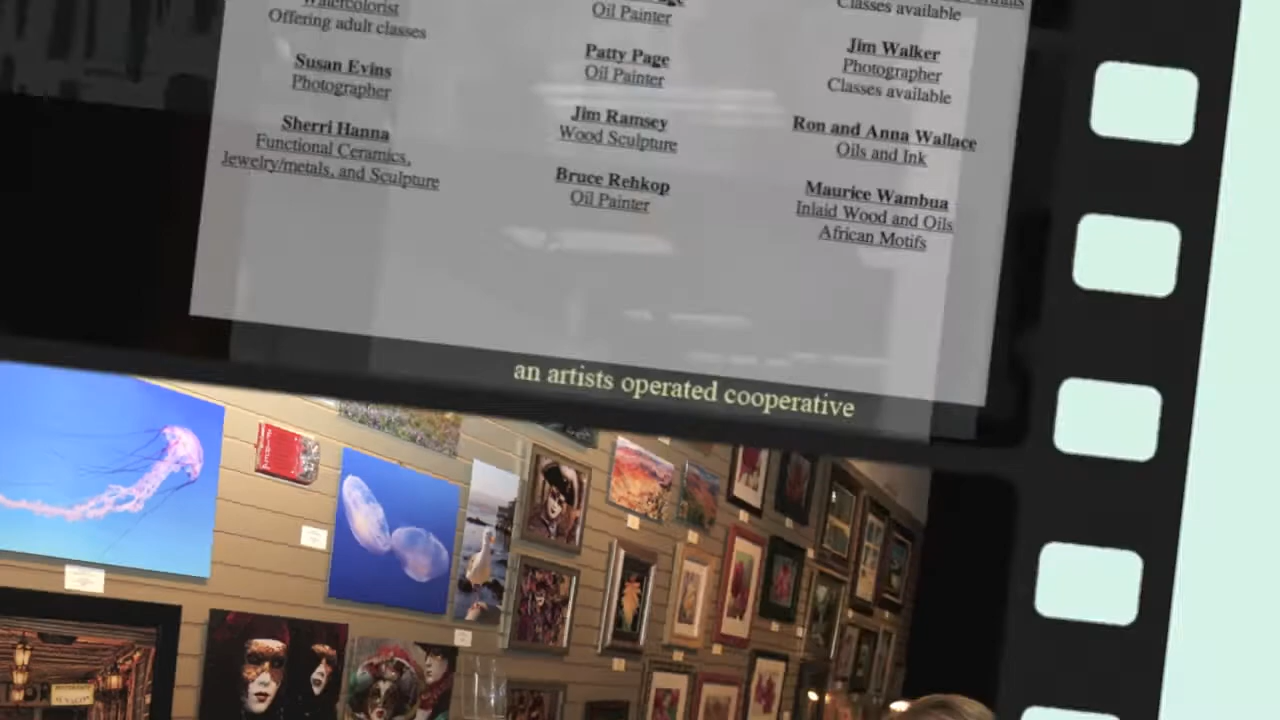 Watercolorist
Offering adult classes
Susan Evins
Photographer
Sherri Hanna
Functional Ceramics,
Jewelry/metals, and Sculpture
Oil Painter
Patty Page
Oil Painter
Jim Ramsey
Wood Sculpture
Bruce Rehkop
Oil Painter
Classes available
Jim Walker
Photographer
Classes available
Ron and Anna Wallace
Oils and Ink
Maurice Wambua
Inlaid Wood and Oils
African Motifs
an artists operated cooperative